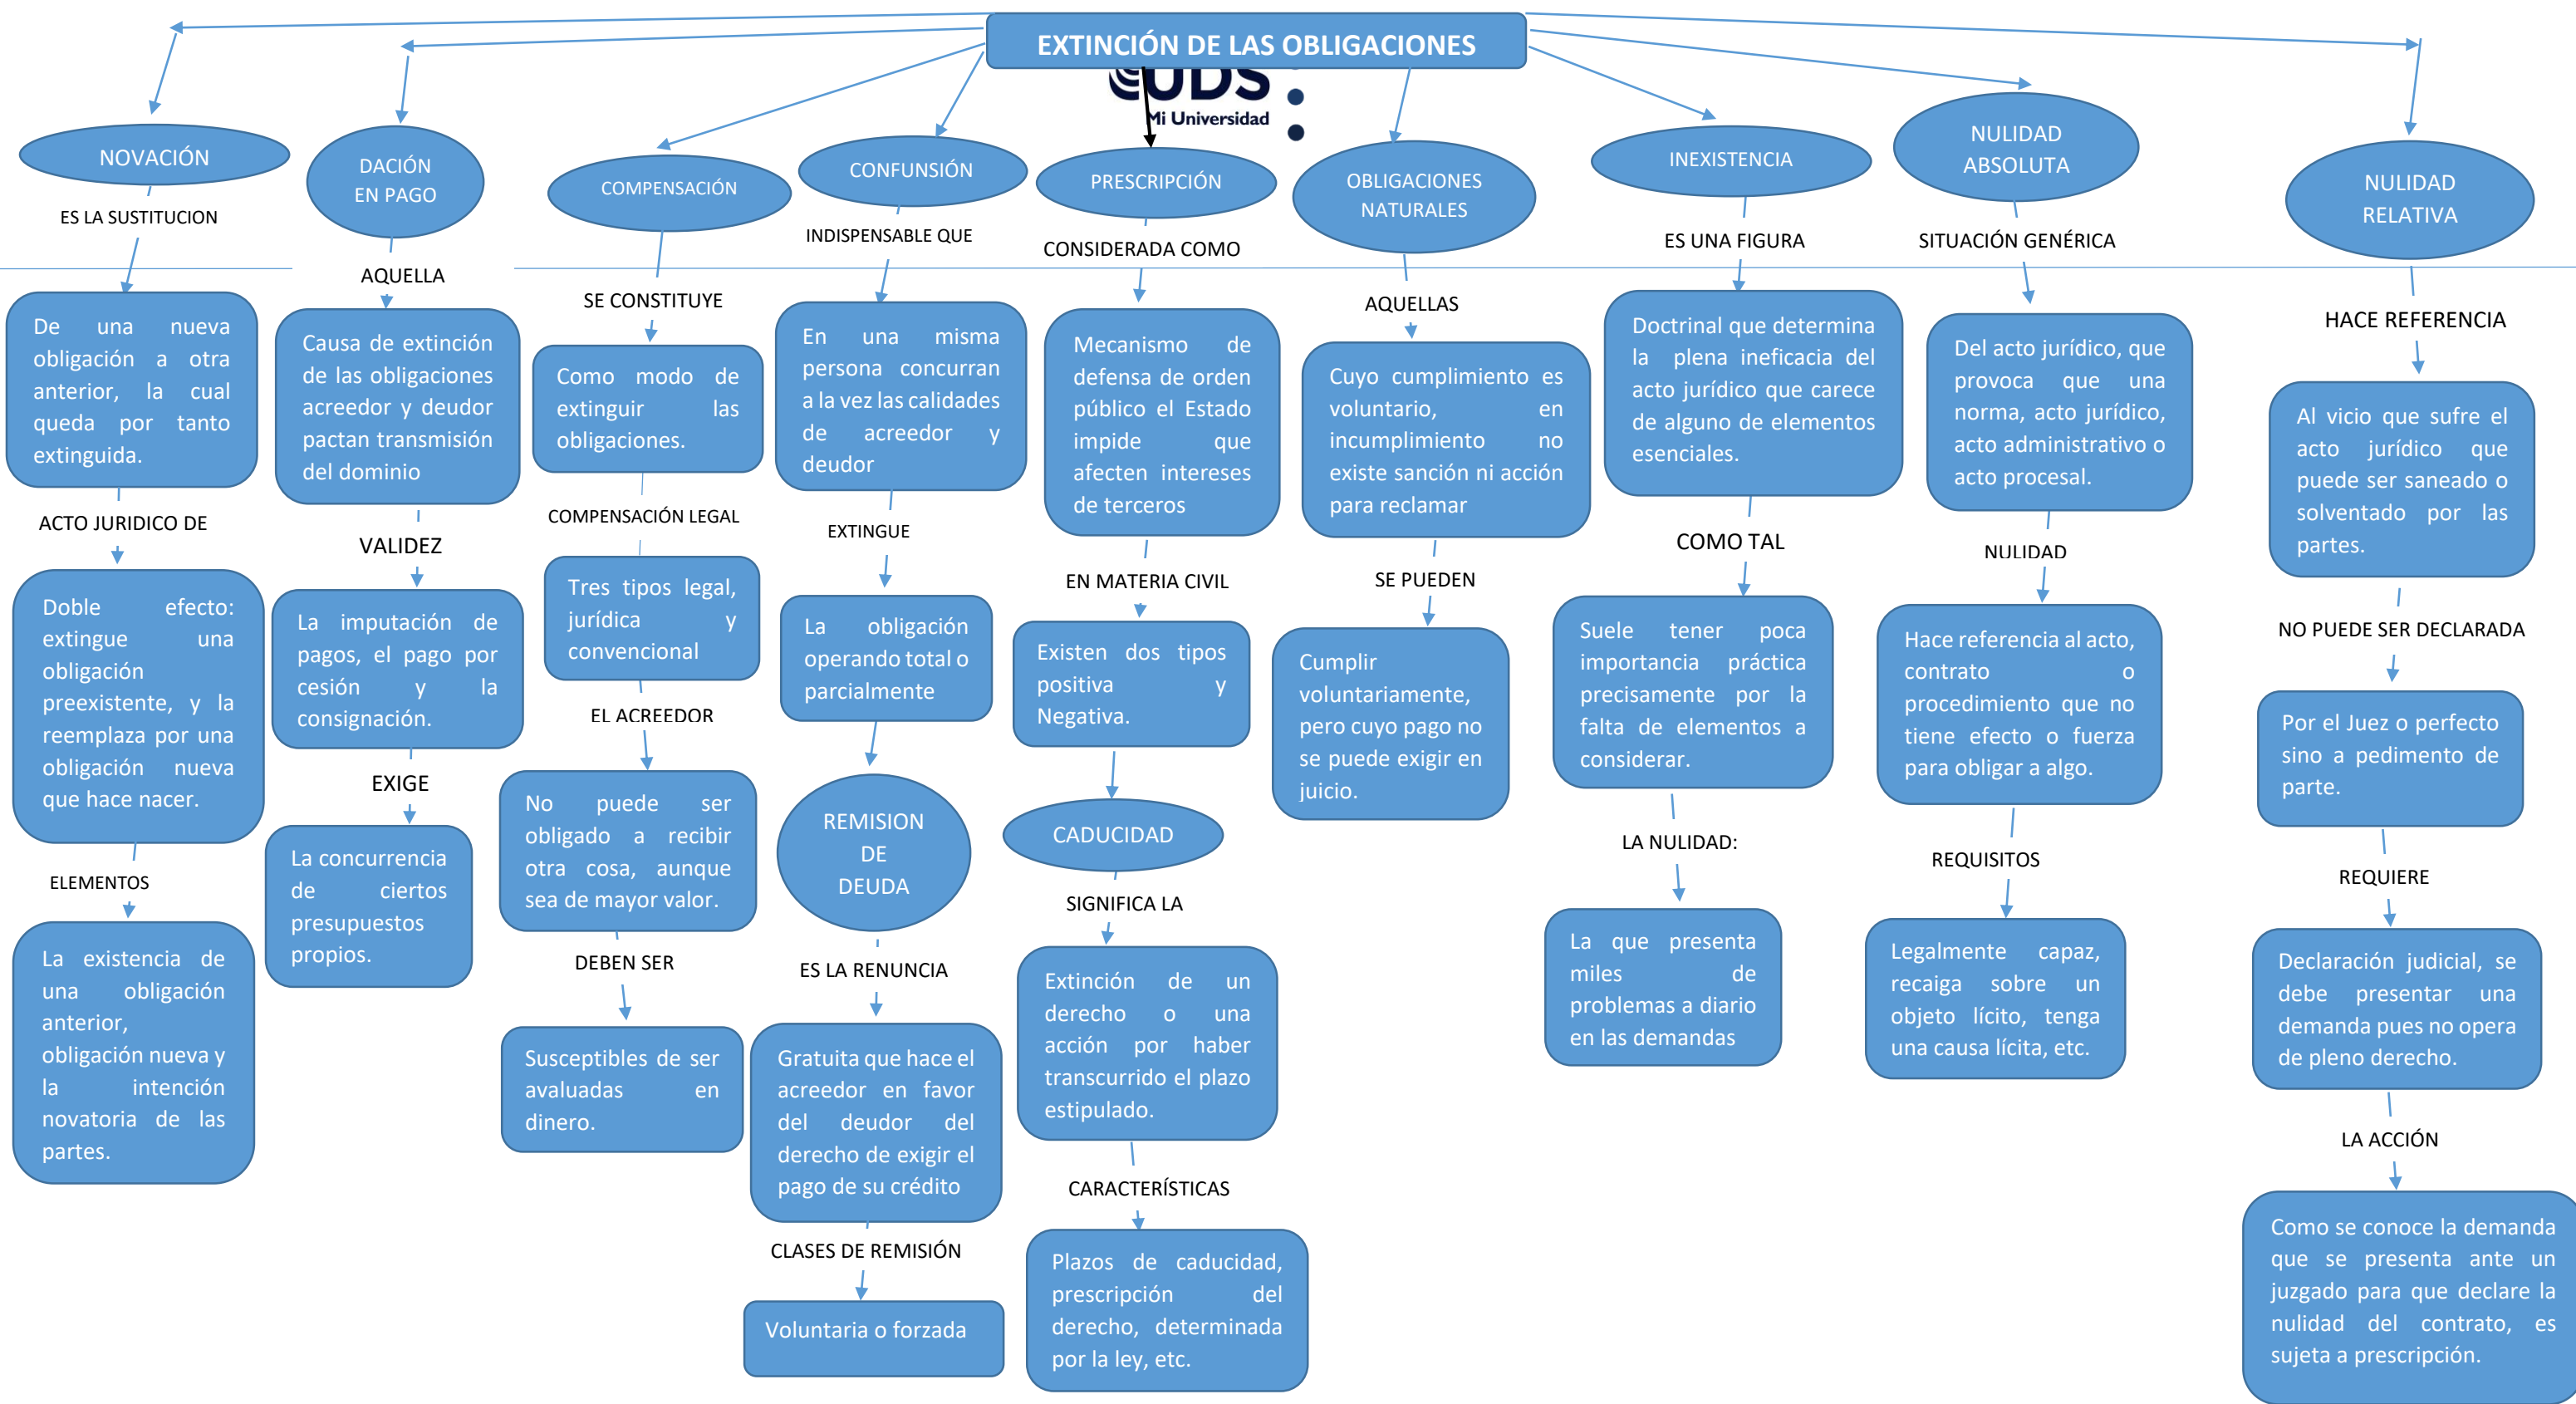 EXTINCIÓN DE LAS OBLIGACIONES
UDS
Mi Universidad
NOVACIÓN
ES LA SUSTITUCION
De una nueva
obligación a otra
anterior, la cual
queda por tanto
extinguida.
ACTO JURIDICO DE
Doble efecto:
extingue una
obligación
preexistente, y la
reemplaza por una
obligación nueva
que hace nacer.
ELEMENTOS
La existencia de
una obligación
anterior,
obligación nueva y
la intención
novatoria de las
partes.
DACIÓN
EN PAGO
AQUELLA
Causa de extinción
de las obligaciones
acreedor y deudor
pactan transmisión
del dominio
VALIDEZ
La imputación de
pagos, el pago por
cesión y la
consignación.
EXIGE
La concurrencia
de ciertos
presupuestos
propios.
COMPENSACIÓN
SE CONSTITUYE
Como modo de
extinguir las
obligaciones.
COMPENSACIÓN LEGAL
Tres tipos legal,
jurídica y
convencional
EL ACREEDOR
No puede ser
obligado a recibir
otra cosa, aunque
sea de mayor valor.
DEBEN SER
Susceptibles de ser
avaluadas en
dinero.
CONFUNSIÓN
INDISPENSABLE QUE
En una misma
persona concurran
a la vez las calidades
de acreedor y
deudor
EXTINGUE
La obligación
operando total o
parcialmente
REMISION
DE
DEUDA
ES LA RENUNCIA
Gratuita que hace el
acreedor en favor
del deudor del
derecho de exigir el
pago de su crédito
CLASES DE REMISIÓN
Voluntaria o forzada
PRESCRIPCIÓN
CONSIDERADA COMO
Mecanismo de
defensa de orden
público el Estado
impide que
afecten intereses
de terceros
EN MATERIA CIVIL
Existen dos tipos
positiva y
Negativa.
CADUCIDAD
SIGNIFICA LA
Extinción de un
derecho o una
acción por haber
transcurrido el plazo
estipulado.
CARACTERÍSTICAS
Plazos de caducidad,
prescripción del
derecho, determinada
por la ley, etc.
OBLIGACIONES
NATURALES
AQUELLAS
Cuyo cumplimiento es
voluntario, en
incumplimiento no
existe sanción ni acción
para reclamar
SE PUEDEN
Cumplir
voluntariamente,
pero cuyo pago no
se puede exigir en
juicio.
INEXISTENCIA
ES UNA FIGURA
Doctrinal que determina
la plena ineficacia del
acto jurídico que carece
de alguno de elementos
esenciales.
COMO TAL
Suele tener poca
importancia práctica
precisamente por la
falta de elementos a
considerar.
LA NULIDAD:
La que presenta
miles de
problemas a diario
en las demandas
NULIDAD
ABSOLUTA
SITUACIÓN GENÉRICA
Del acto jurídico, que
provoca que una
norma, acto jurídico,
acto administrativo o
acto procesal.
NULIDAD
Hace referencia al acto,
contrato o
procedimiento que no
tiene efecto o fuerza
para obligar a algo.
REQUISITOS
Legalmente capaz,
recaiga sobre un
objeto lícito, tenga
una causa lícita, etc.
NULIDAD
RELATIVA
HACE REFERENCIA
Al vicio que sufre el
acto jurídico que
puede ser saneado o
solventado por las
partes.
NO PUEDE SER DECLARADA
Por el Juez o perfecto
sino a pedimento de
parte.
REQUIERE
Declaración judicial, se
debe presentar una
demanda pues no opera
de pleno derecho.
LA ACCIÓN
Como se conoce la demanda
que se presenta ante un
juzgado para que declare la
nulidad del contrato, es
sujeta a prescripción.